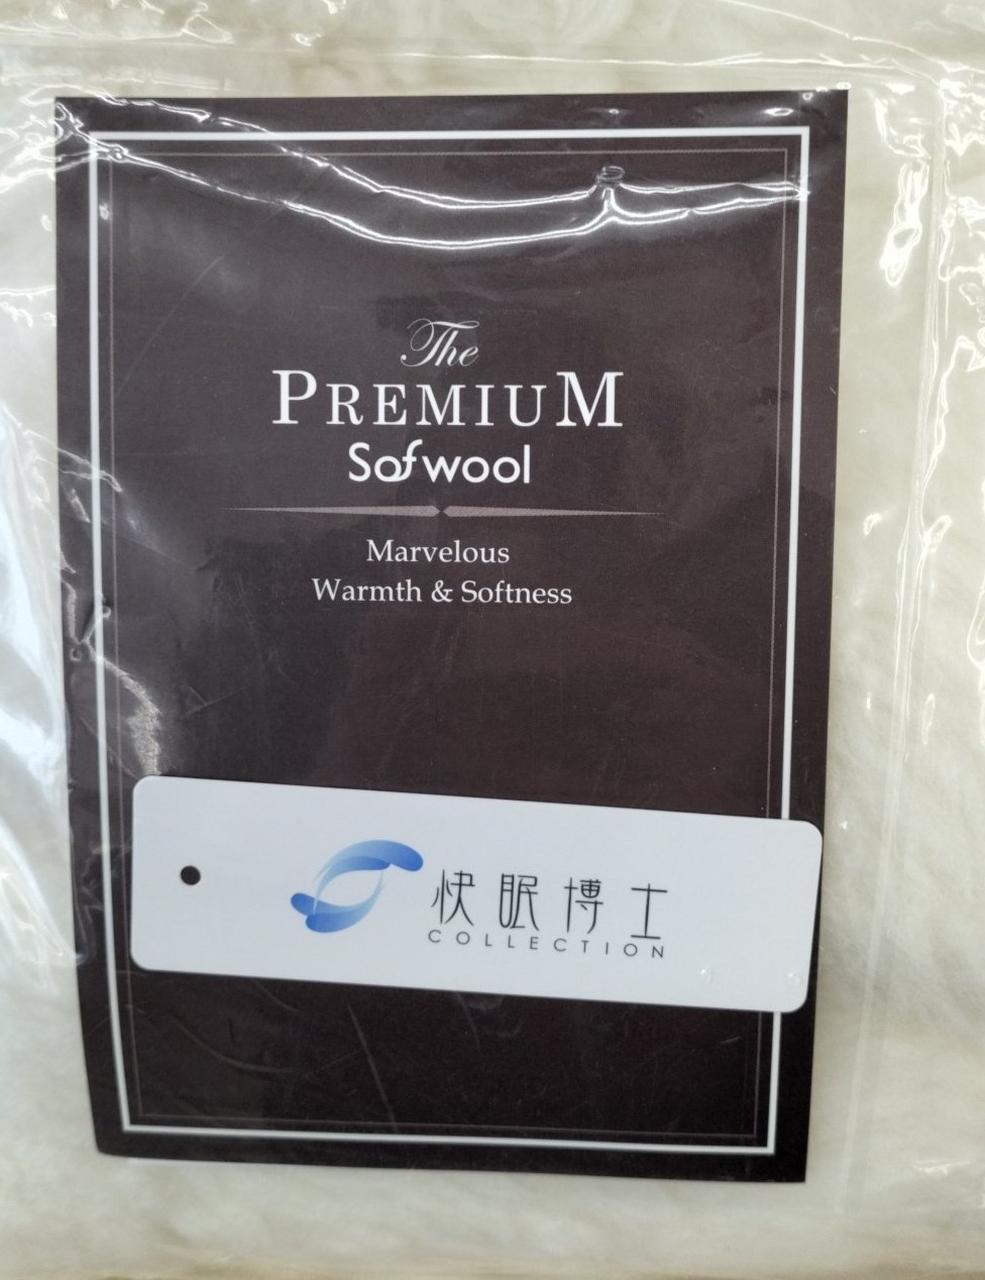 The
PREMIUM
Sofwool
Marvelous
Warmth & Softness
快眠博士
COLLECTION